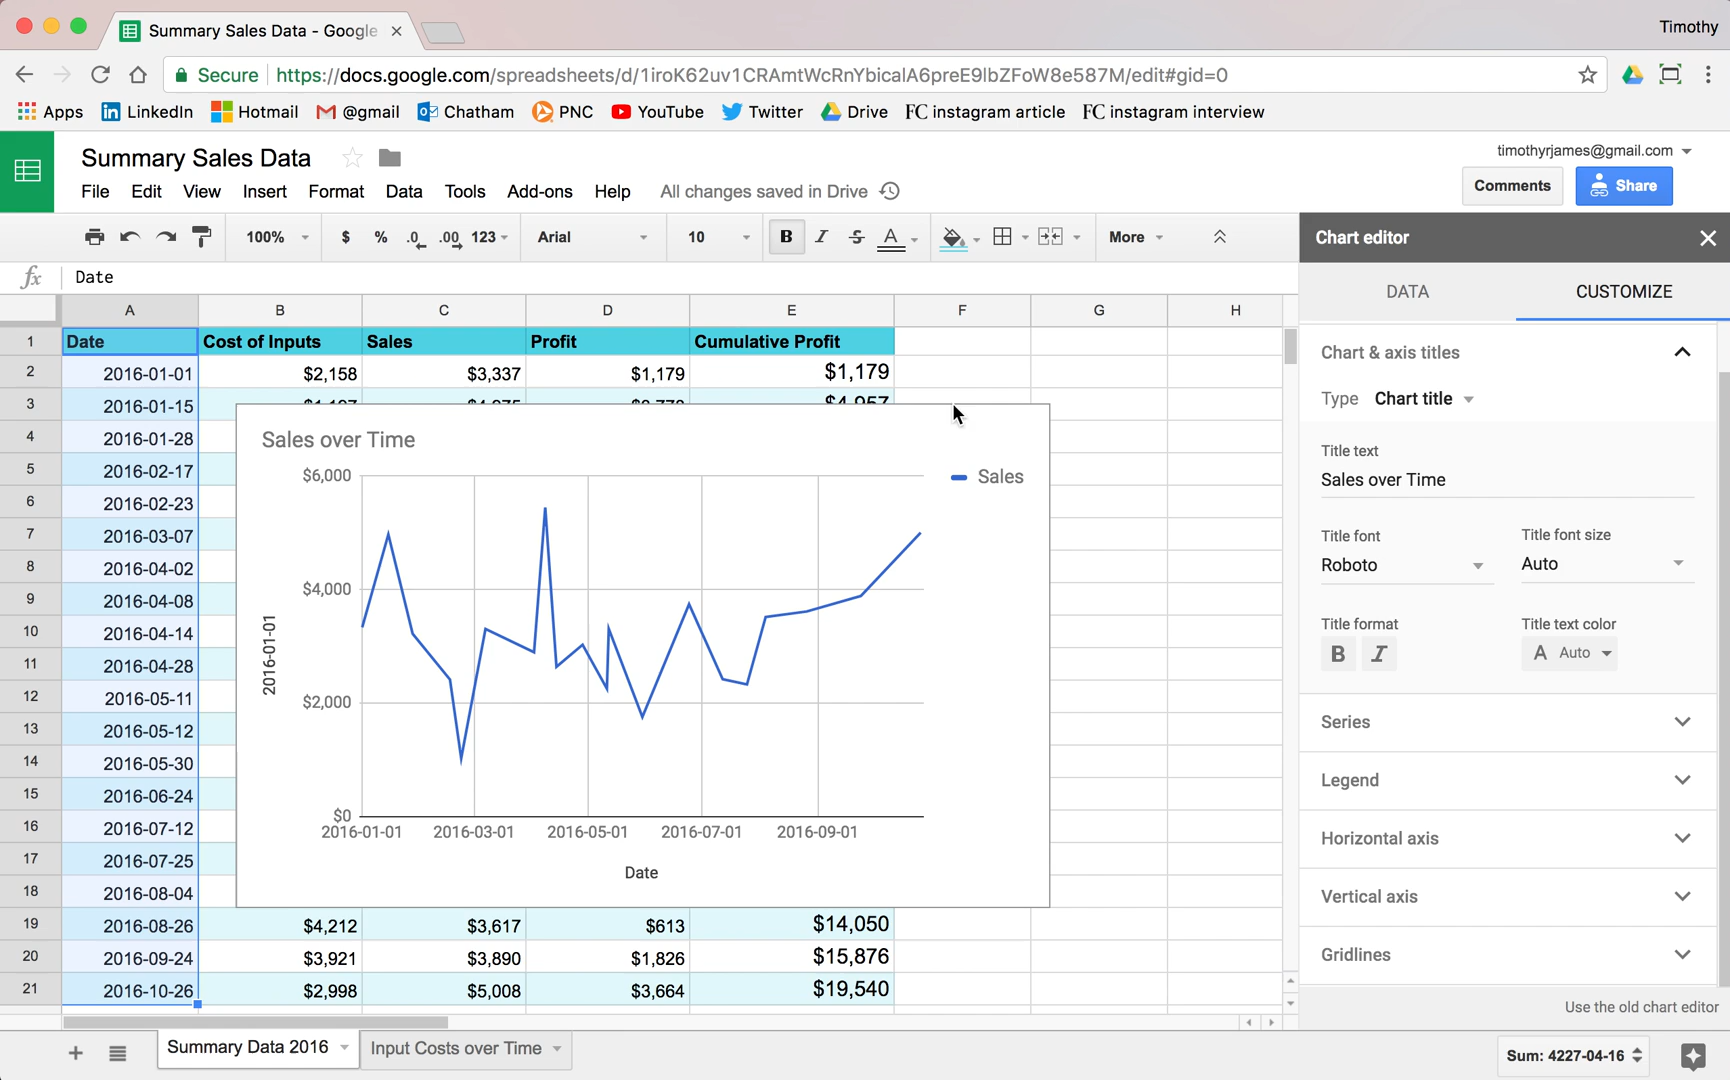 Summary Sales Data - Google
Timothy
Secure
https://docs.google.com/spreadsheets/d/1iroK62uv1CRAmtWcRnYbicalA6preE9lbZFoW8e587M/edit#gid=0
Apps LinkedIn Hotmail @gmail Chatham PNC YouTube Twitter Drive FC instagram article FC instagram interview
Summary Sales Data
timothyrjames@gmail.com
File Edit View Insert Format Data Tools Add-ons Help All changes saved in Drive
Comments Share
100% $ % .0 .00 123 Arial 10 B I S A More
fx Date
A B C D E F G H
1 Date Cost of Inputs Sales Profit Cumulative Profit
2 2016-01-01 $2,158 $3,337 $1,179 $1,179
3 2016-01-15
4 2016-01-28
5 2016-02-17
6 2016-02-23
7 2016-03-07
8 2016-04-02
9 2016-04-08
10 2016-04-14
11 2016-04-28
12 2016-05-11
13 2016-05-12
14 2016-05-30
15 2016-06-24
16 2016-07-12
17 2016-07-25
18 2016-08-04
19 2016-08-26 $4,212 $3,617 $613 $14,050
20 2016-09-24 $3,921 $3,890 $1,826 $15,876
21 2016-10-26 $2,998 $5,008 $3,664 $19,540
Sales over Time
$6,000
$4,000
$2,000
$0
2016-01-01
Sales
2016-01-01 2016-03-01 2016-05-01 2016-07-01 2016-09-01
Date
Chart editor
DATA CUSTOMIZE
Chart & axis titles
Type Chart title
Title text
Sales over Time
Title font Title font size
Roboto Auto
Title format Title text color
B I A Auto
Series
Legend
Horizontal axis
Vertical axis
Gridlines
Use the old chart editor
Summary Data 2016 Input Costs over Time
Sum: 4227-04-16